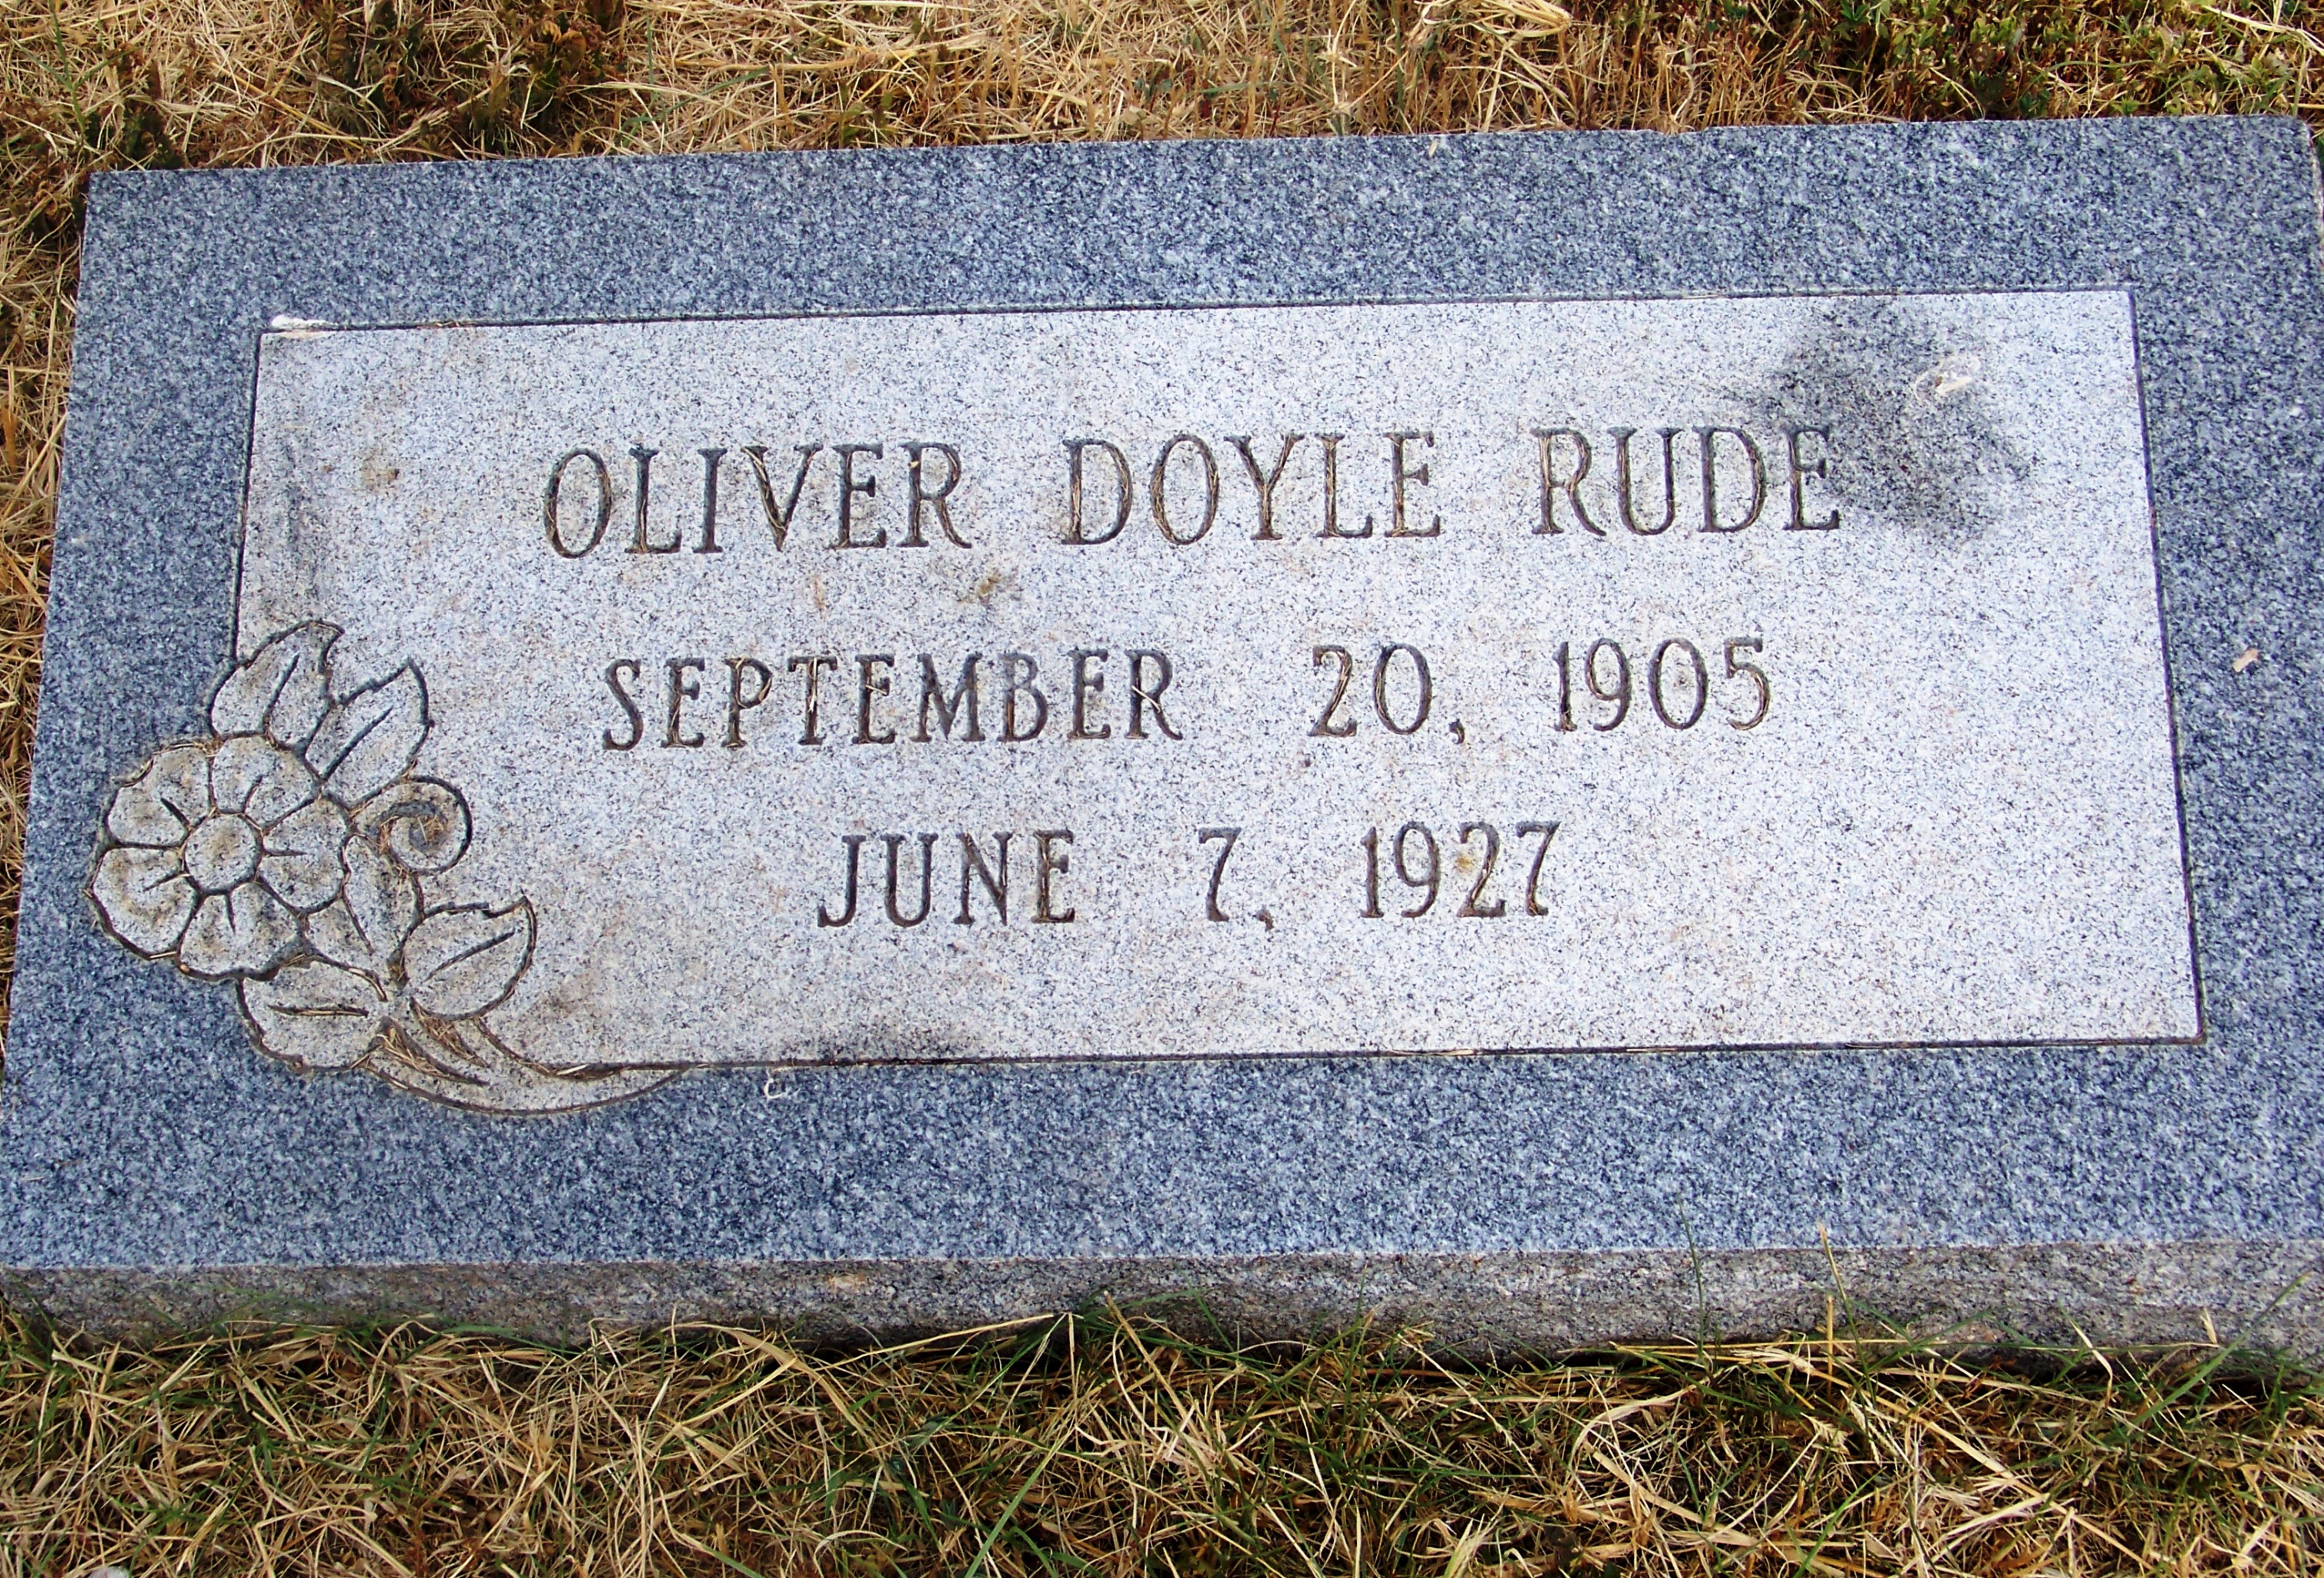 OLIVER DOYLE RUDE
SEPTEMBER 20, 1905
JUNE 7, 1927